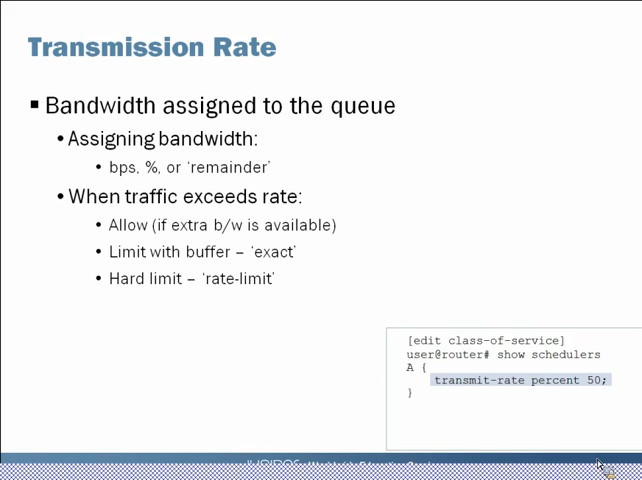 Transmission Rate
▪ Bandwidth assigned to the queue
• Assigning bandwidth:
• bps, %, or ‘remainder’
• When traffic exceeds rate:
• Allow (if extra b/w is available)
• Limit with buffer – ‘exact’
• Hard limit – ‘rate-limit’
[edit class-of-service]
user@router# show schedulers
A {
transmit-rate percent 50;
}